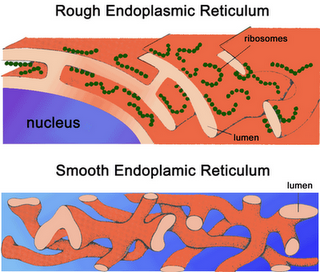 Rough Endoplasmic Reticulum
ribosomes
nucleus
lumen
Smooth Endoplamic Reticulum
lumen